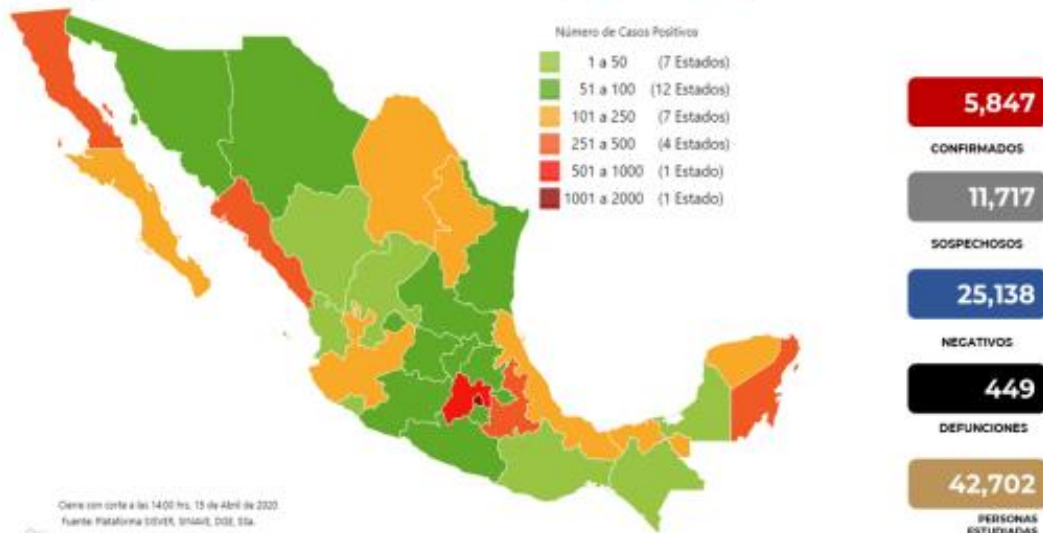 Número de Casos Positivos
1 a 50 (7 Estados)
51 a 100 (12 Estados)
101 a 250 (7 Estados)
251 a 500 (4 Estados)
501 a 1000 (1 Estado)
1001 a 2000 (1 Estado)
5,847
CONFIRMADOS
11,717
SOSPECHOSOS
25,138
NEGATIVOS
449
DEFUNCIONES
42,702
PERSONAS
ESTUDIADAS
Cierre con corte a las 14:00 hrs, 15 de Abril de 2020
Fuente: Plataforma SISVER, SINAVE, DGE, SSa.